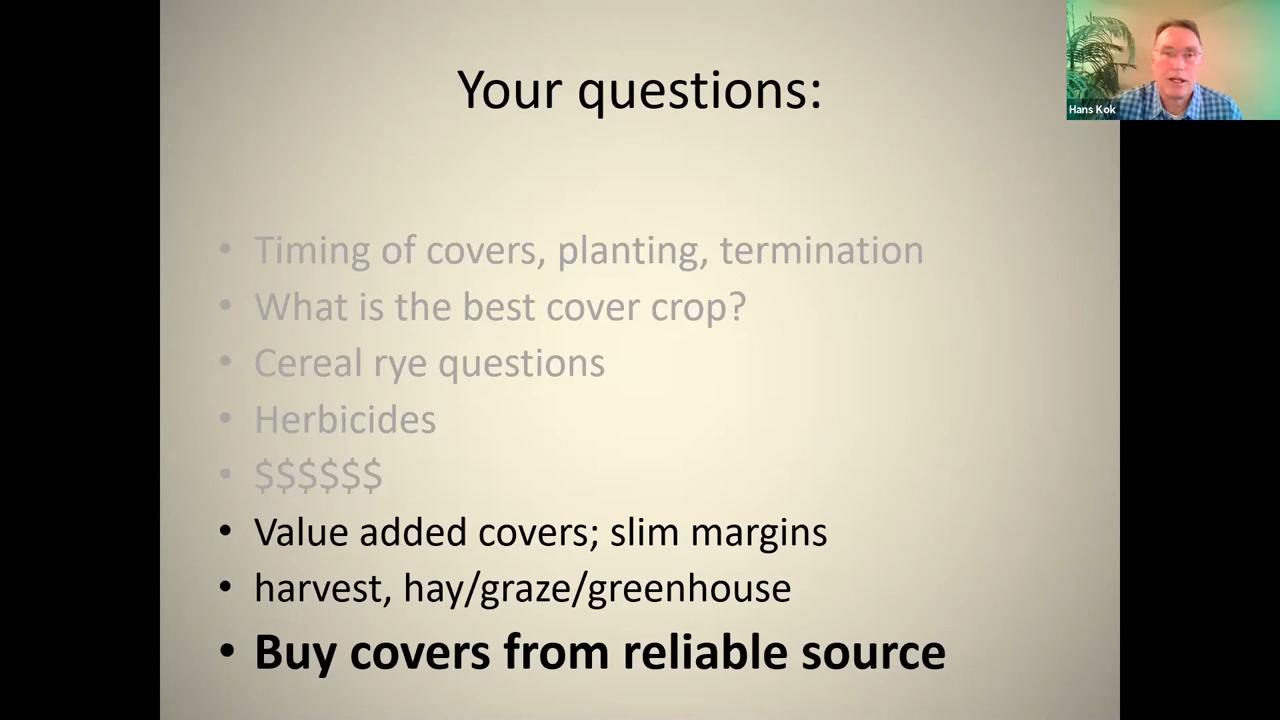 Your questions:
Hans Kok
• Timing of covers, planting, termination
• What is the best cover crop?
• Cereal rye questions
• Herbicides
• $$$$$$
• Value added covers; slim margins
• harvest, hay/graze/greenhouse
• Buy covers from reliable source